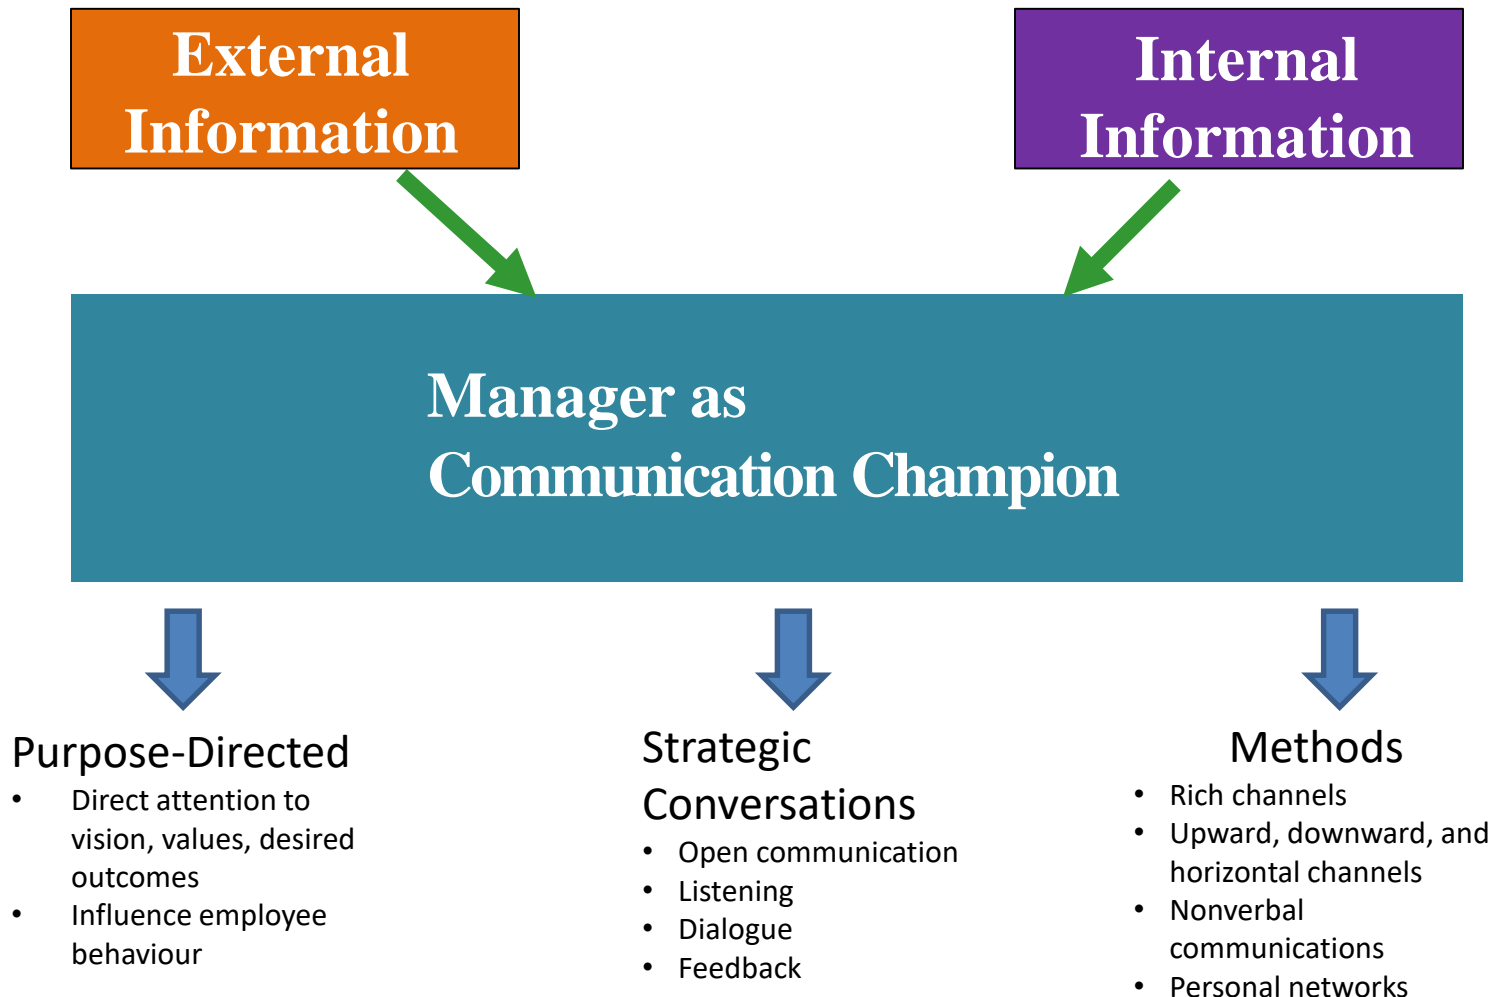 External
Information
Internal
Information
Manager as
Communication Champion
Purpose-Directed
• Direct attention to
vision, values, desired
outcomes
• Influence employee
behaviour
Strategic
Conversations
• Open communication
• Listening
• Dialogue
• Feedback
Methods
• Rich channels
• Upward, downward, and
horizontal channels
• Nonverbal
communications
• Personal networks